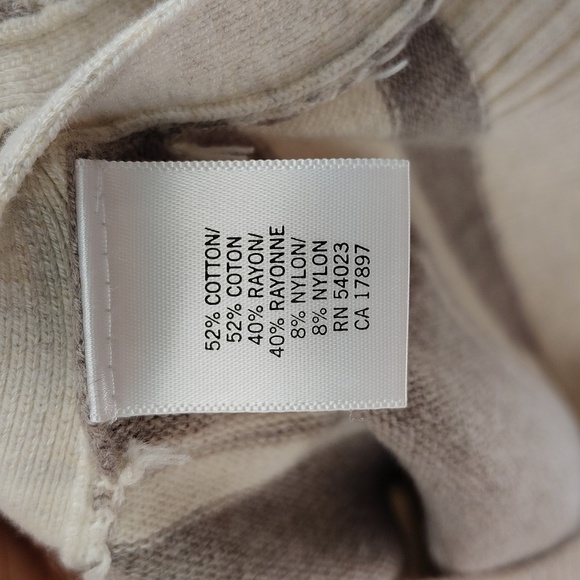 52% COTTON/
52% COTON
40% RAYON/
40% RAYONNE
8% NYLON/
8% NYLON
RN 54023
CA 17897